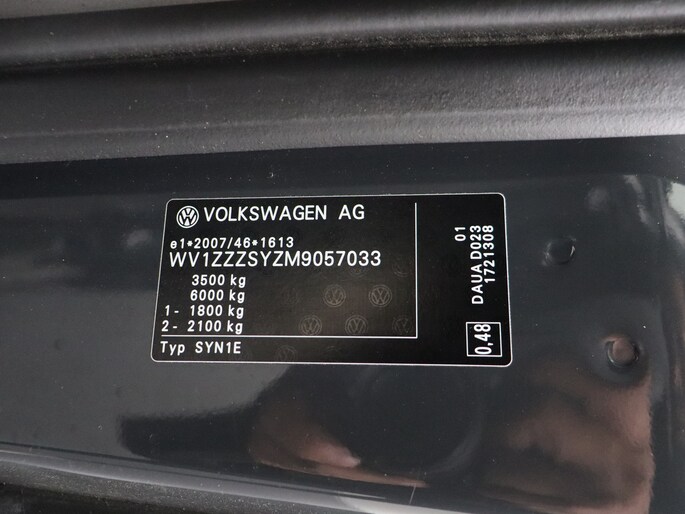 VOLKSWAGEN AG
e1*2007/46*1613
WV1ZZZSYZM9057033
3500 kg
6000 kg
1- 1800 kg
2- 2100 kg
Typ SYN1E
01
DAUA D023
1721308
0,48